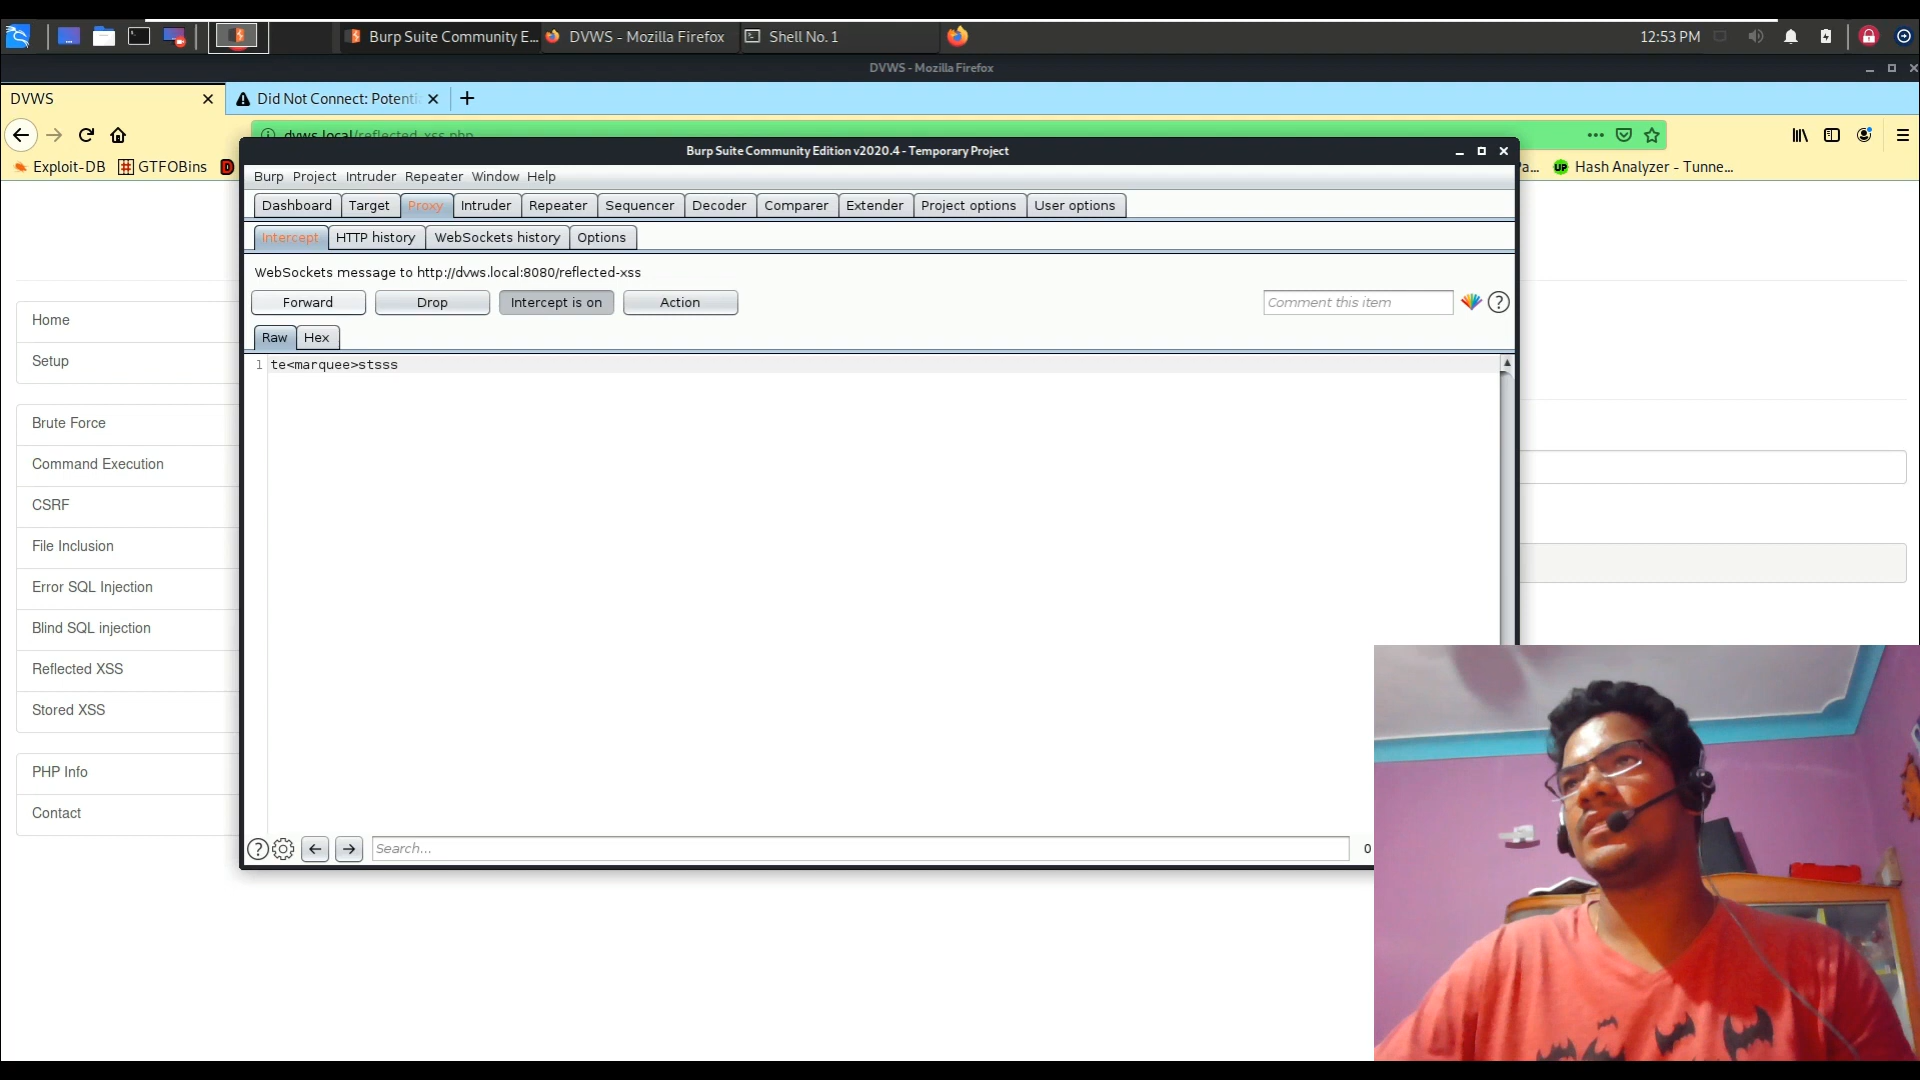 Burp Suite Community E...
DVWS - Mozilla Firefox
Shell No. 1
12:53 PM
DVWS - Mozilla Firefox
DVWS
Did Not Connect: Potenti
dvws.local/reflected_xss.php
Exploit-DB
GTFOBins
Hash Analyzer - Tunne...
Burp Suite Community Edition v2020.4 - Temporary Project
Burp Project Intruder Repeater Window Help
Dashboard Target Proxy Intruder Repeater Sequencer Decoder Comparer Extender Project options User options
Intercept HTTP history WebSockets history Options
WebSockets message to http://dvws.local:8080/reflected-xss
Forward Drop Intercept is on Action Comment this item
Raw Hex
1 te<marquee>stsss
Search...
0
Home
Setup
Brute Force
Command Execution
CSRF
File Inclusion
Error SQL Injection
Blind SQL injection
Reflected XSS
Stored XSS
PHP Info
Contact